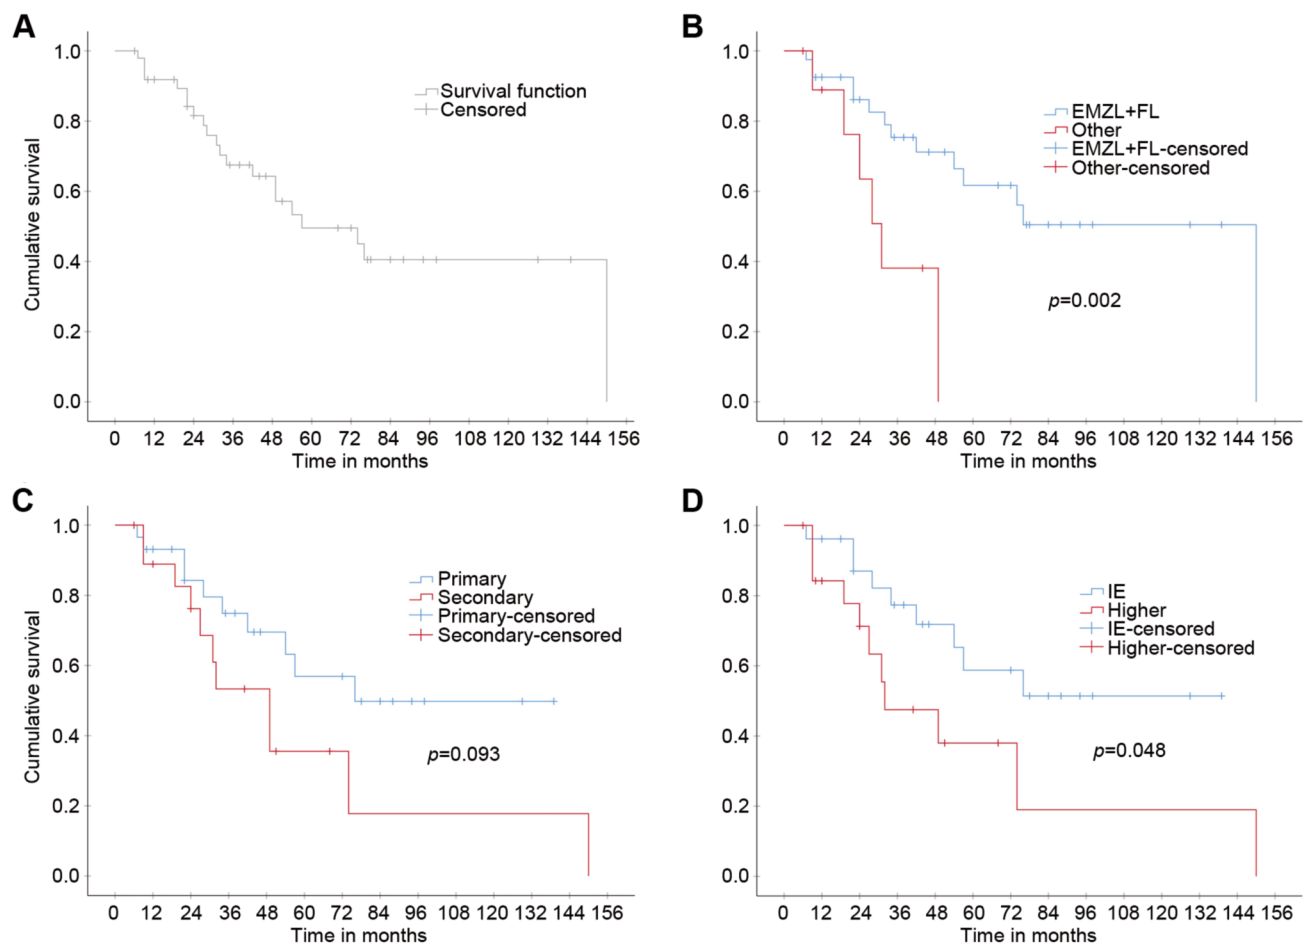 A
1.0
0.8
0.6
0.4
0.2
0.0
Cumulative survival
Survival function
Censored
0 12 24 36 48 60 72 84 96 108 120 132 144 156
Time in months
B
1.0
0.8
0.6
0.4
0.2
0.0
EMZL+FL
Other
EMZL+FL-censored
Other-censored
p=0.002
0 12 24 36 48 60 72 84 96 108 120 132 144 156
Time in months
C
1.0
0.8
0.6
0.4
0.2
0.0
Cumulative survival
Primary
Secondary
Primary-censored
Secondary-censored
p=0.093
0 12 24 36 48 60 72 84 96 108 120 132 144 156
Time in months
D
1.0
0.8
0.6
0.4
0.2
0.0
IE
Higher
IE-censored
Higher-censored
p=0.048
0 12 24 36 48 60 72 84 96 108 120 132 144 156
Time in months